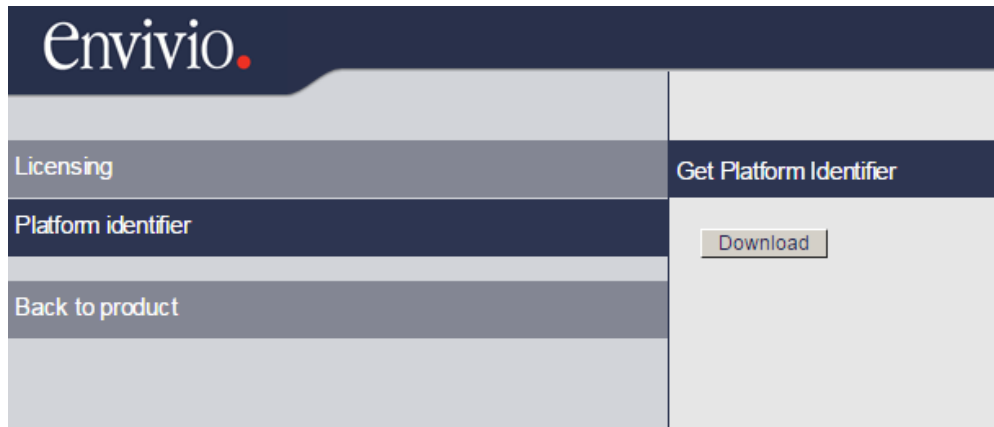 envivio.
Licensing
Platform identifier
Back to product
Get Platform Identifier
Download